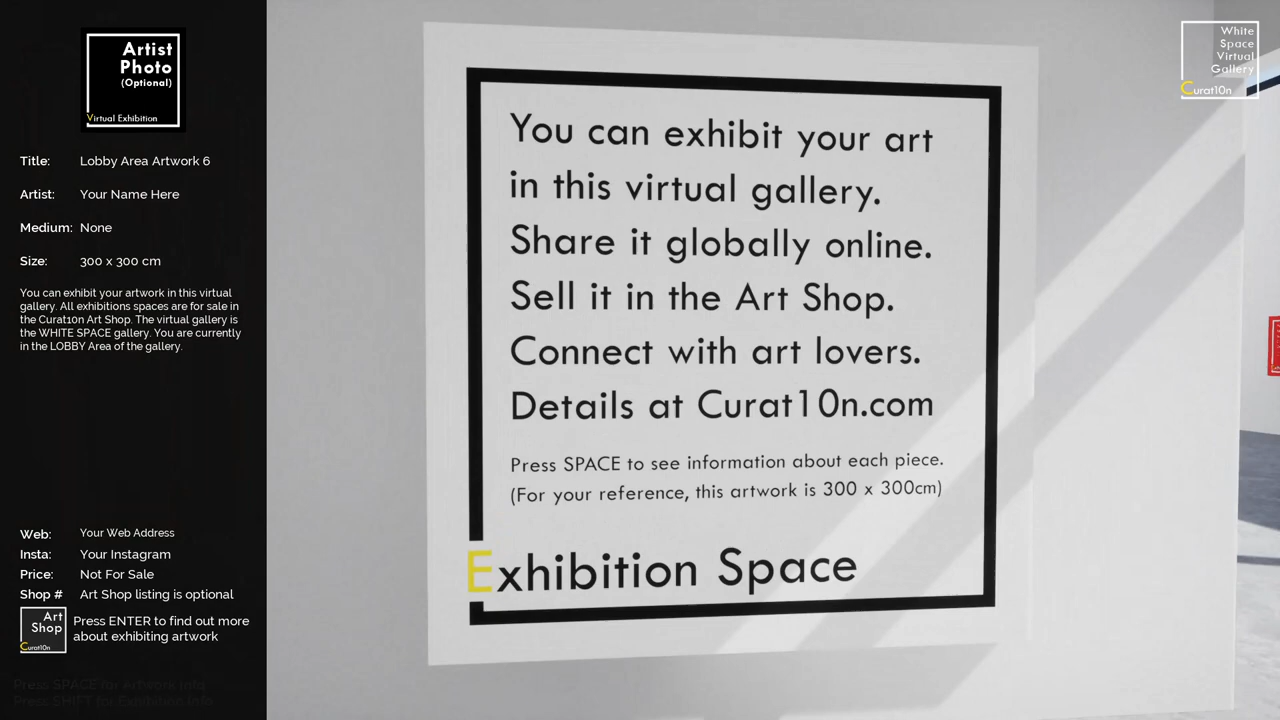 Artist
Photo
(Optional)
Virtual Exhibition
Title: Lobby Area Artwork 6
Artist: Your Name Here
Medium: None
Size: 300 x 300 cm
You can exhibit your artwork in this virtual
gallery. All exhibitions spaces are for sale in
the Curat10n Art Shop. The virtual gallery is
the WHITE SPACE gallery. You are currently
in the LOBBY Area of the gallery.
Web: Your Web Address
Insta: Your Instagram
Price: Not For Sale
Shop # Art Shop listing is optional
Art
Shop
Curat10n
Press ENTER to find out more
about exhibiting artwork
Press SPACE for Artwork Info
Press SHIFT for Exhibition Info
You can exhibit your art
in this virtual gallery.
Share it globally online.
Sell it in the Art Shop.
Connect with art lovers.
Details at Curat10n.com
Press SPACE to see information about each piece.
(For your reference, this artwork is 300 x 300cm)
Exhibition Space
White
Space
Virtual
Gallery
Curat10n